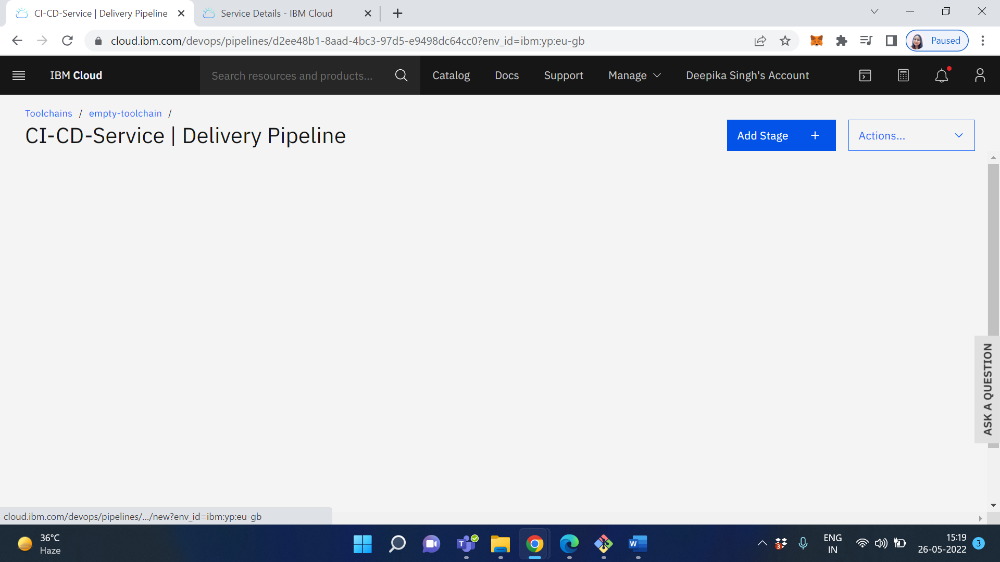 CI-CD-Service | Delivery Pipeline
Service Details - IBM Cloud
cloud.ibm.com/devops/pipelines/d2ee48b1-8aad-4bc3-97d5-e9498dc64cc0?env_id=ibm:yp:eu-gb
Paused
IBM Cloud
Search resources and products...
Catalog
Docs
Support
Manage
Deepika Singh's Account
Toolchains / empty-toolchain /
CI-CD-Service | Delivery Pipeline
Add Stage +
Actions...
ASK A QUESTION
cloud.ibm.com/devops/pipelines/.../new?env_id=ibm:yp:eu-gb
36°C
Haze
T
W
3
ENG
IN
15:19
26-05-2022
3